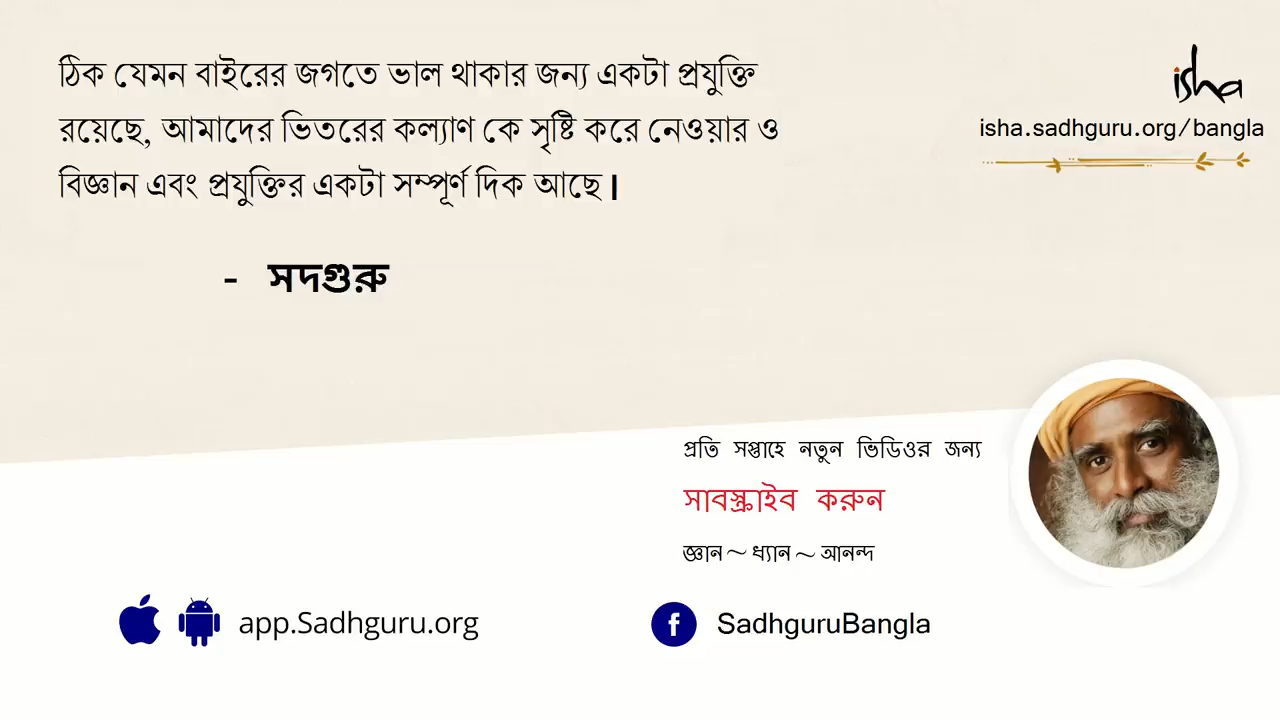 ঠিক যেমন বাইরের জগতে ভাল থাকার জন্য একটা প্রযুক্তি
রয়েছে, আমাদের ভিতরের কল্যাণ কে সৃষ্টি করে নেওয়ার ও
বিজ্ঞান এবং প্রযুক্তির একটা সম্পূর্ণ দিক আছে।
- সদগুরু
isha
isha.sadhguru.org/bangla
প্রতি সপ্তাহে নতুন ভিডিওর জন্য
সাবস্ক্রাইব করুন
জ্ঞান ~ ধ্যান ~ আনন্দ
app.Sadhguru.org
f SadhguruBangla